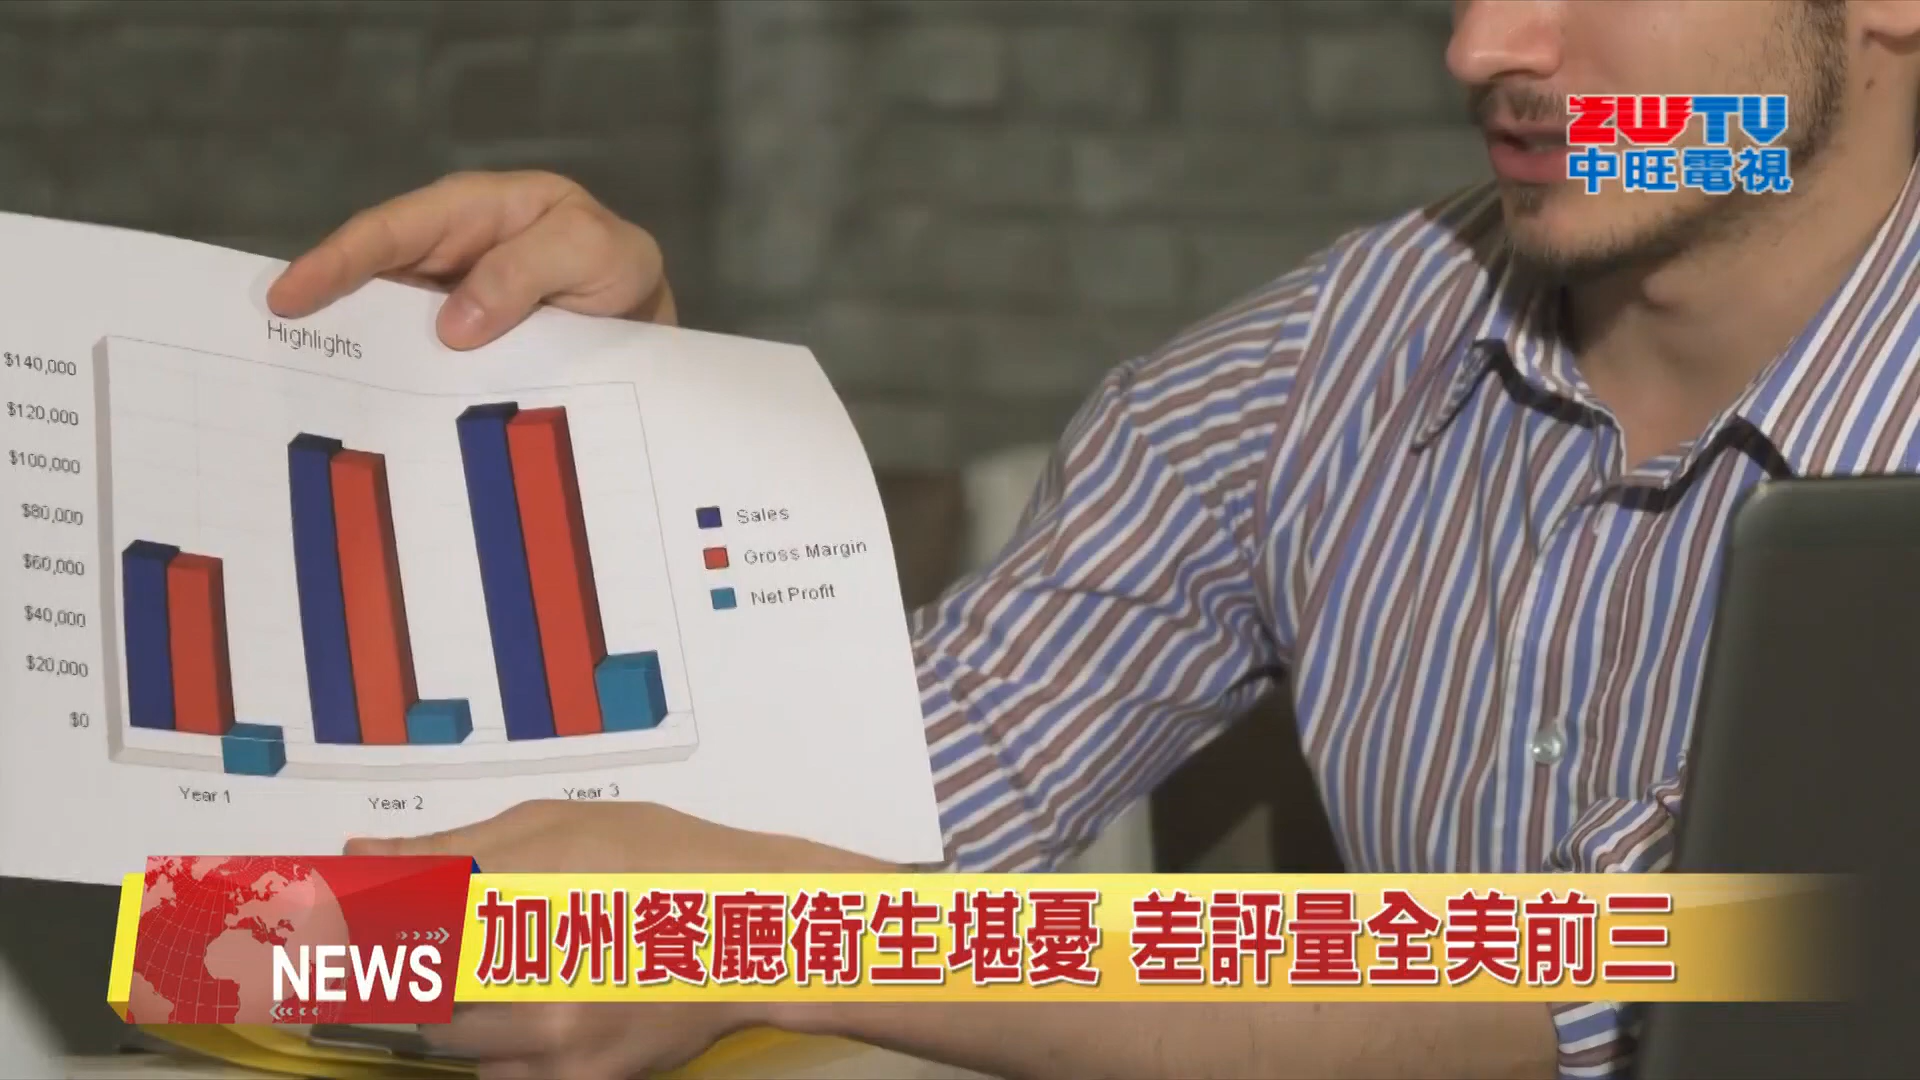 ZWTV
中旺電視
Highlights
$140,000
$120,000
$100,000
$80,000
$60,000
$40,000
$20,000
$0
Sales
Gross Margin
Net Profit
Year 1
Year 2
Year 3
NEWS
加州餐廳衛生堪憂 差評量全美前三